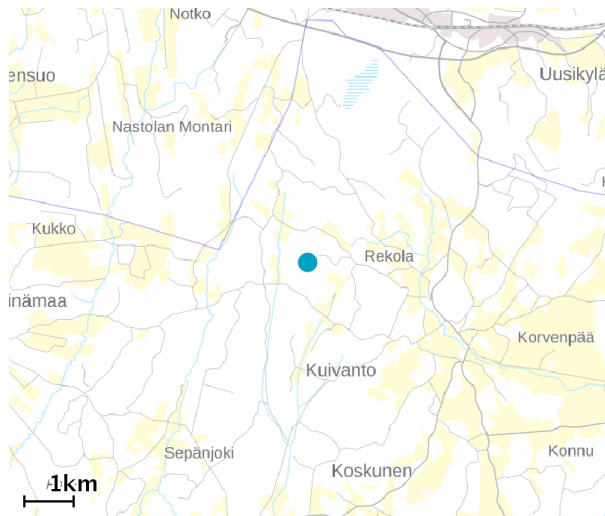 Notko
ensuo
Uusikylä
Nastolan Montari
Kukko
Rekola
inämaa
Korvenpää
Kuivanto
Sepänjoki
Konnu
Koskunen
1km